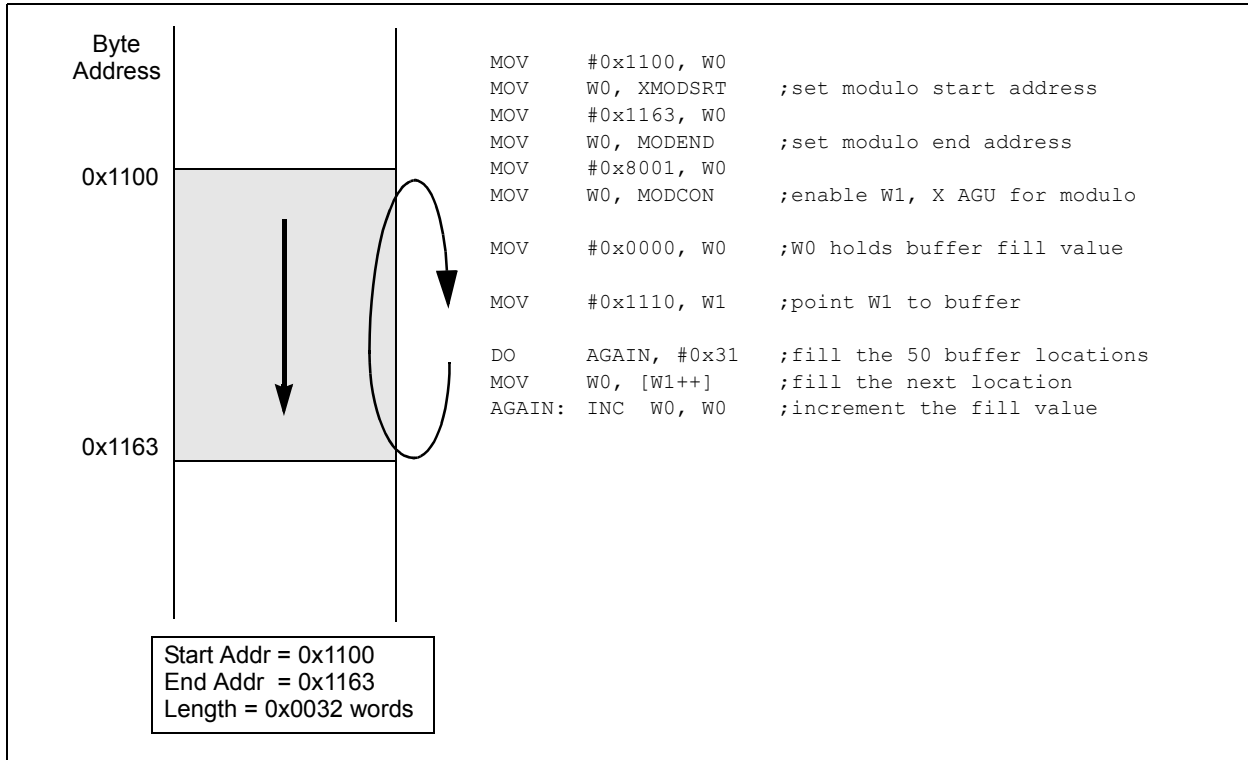 Byte
Address
0x1100
0x1163
MOV #0x1100, W0
MOV W0, XMODSRT ;set modulo start address
MOV #0x1163, W0
MOV W0, MODEND ;set modulo end address
MOV #0x8001, W0
MOV W0, MODCON ;enable W1, X AGU for modulo
MOV #0x0000, W0 ;W0 holds buffer fill value
MOV #0x1110, W1 ;point W1 to buffer
DO AGAIN, #0x31 ;fill the 50 buffer locations
MOV W0, [W1++] ;fill the next location
AGAIN: INC W0, W0 ;increment the fill value
Start Addr = 0x1100
End Addr = 0x1163
Length = 0x0032 words